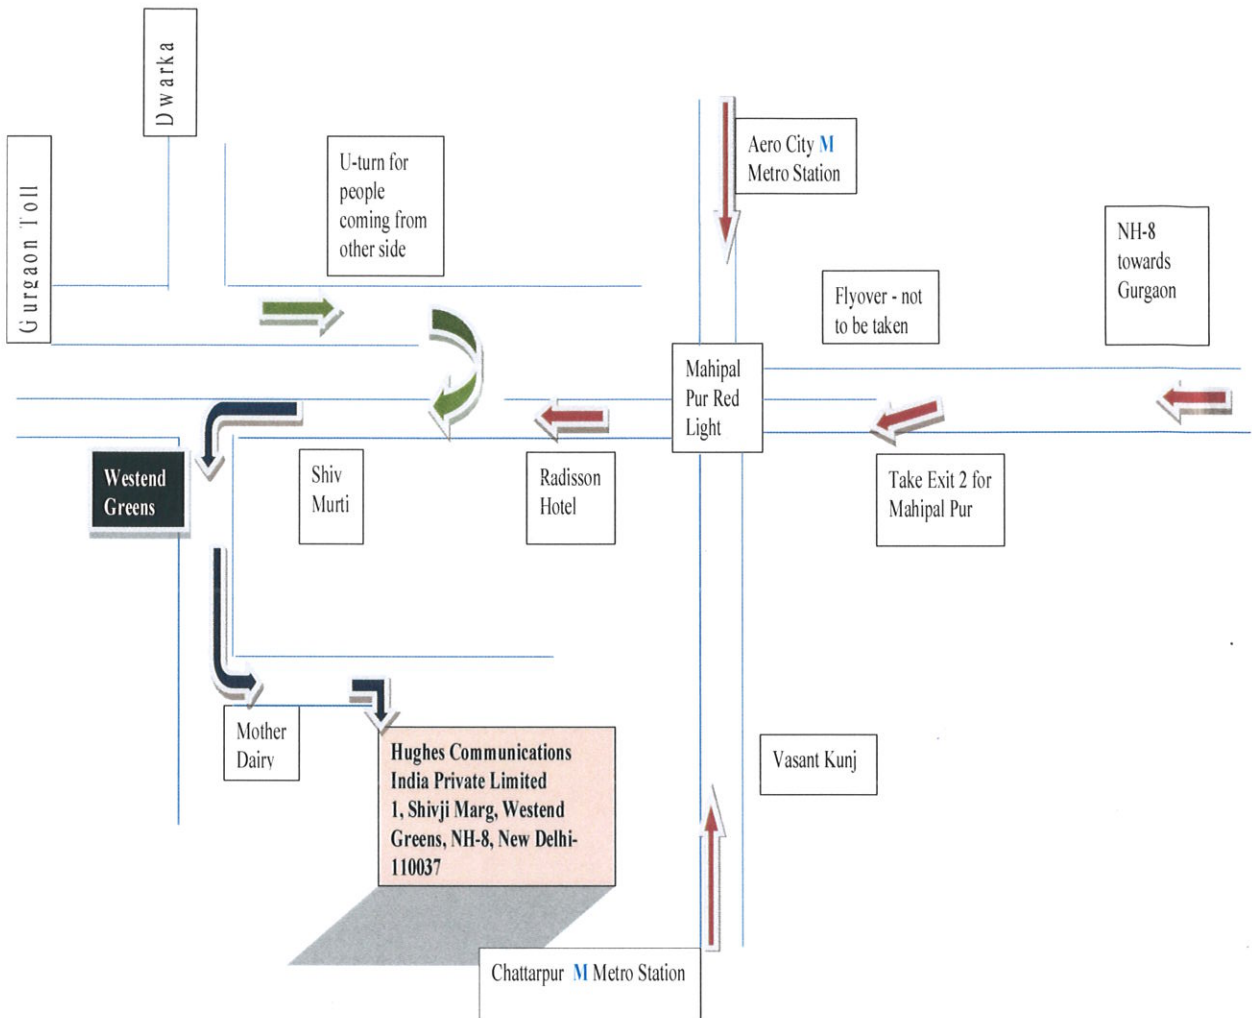 Dwarka
Gurgaon Toll
U-turn for
people
coming from
other side
Aero City M
Metro Station
NH-8
towards
Gurgaon
Flyover - not
to be taken
Mahipal
Pur Red
Light
Westend
Greens
Shiv
Murti
Radisson
Hotel
Take Exit 2 for
Mahipal Pur
Mother
Dairy
Hughes Communications
India Private Limited
1, Shivji Marg, Westend
Greens, NH-8, New Delhi-
110037
Vasant Kunj
Chattarpur M Metro Station